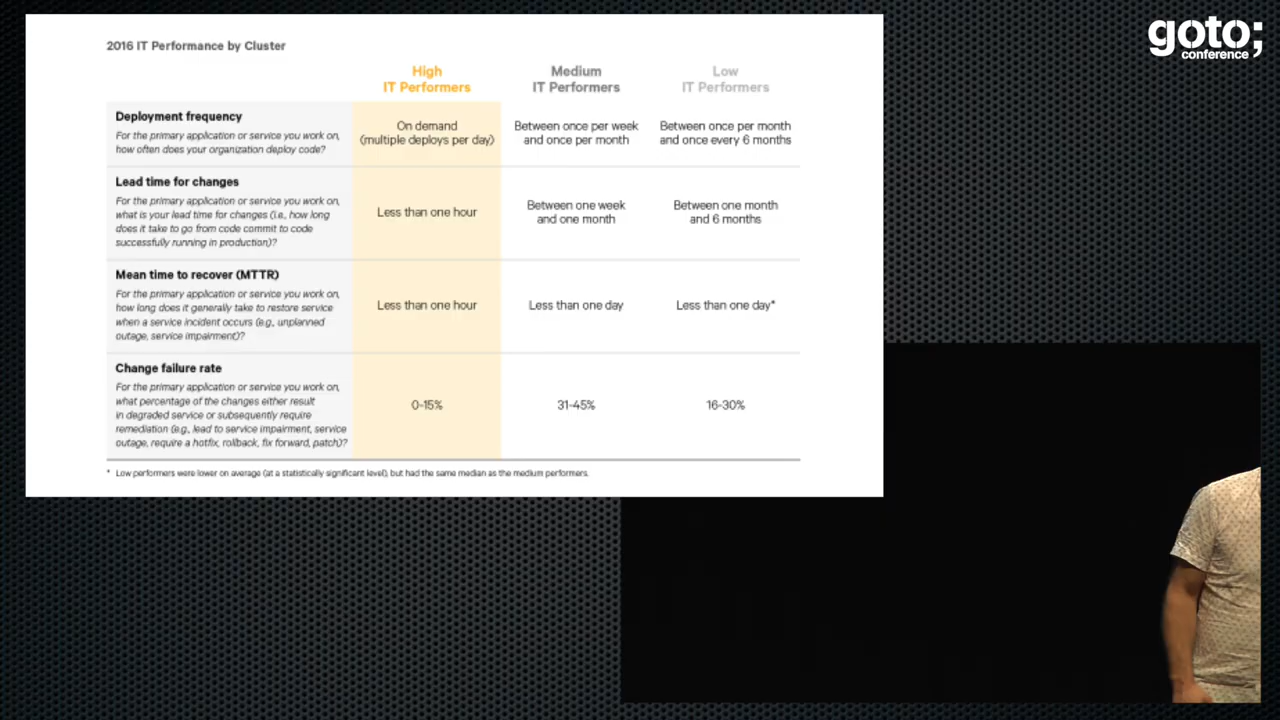 2016 IT Performance by Cluster
High
IT Performers
Medium
IT Performers
Low
IT Performers
Deployment frequency
For the primary application or service you work on,
how often does your organization deploy code?
On demand
(multiple deploys per day)
Between once per week
and once per month
Between once per month
and once every 6 months
Lead time for changes
For the primary application or service you work on,
what is your lead time for changes (i.e., how long
does it take to go from code commit to code
successfully running in production)?
Less than one hour
Between one week
and one month
Between one month
and 6 months
Mean time to recover (MTTR)
For the primary application or service you work on,
how long does it generally take to restore service
when a service incident occurs (e.g., unplanned
outage, service impairment)?
Less than one hour
Less than one day
Less than one day*
Change failure rate
For the primary application or service you work on,
what percentage of the changes either result
in degraded service or subsequently require
remediation (e.g., lead to service impairment, service
outage, require a hotfix, rollback, fix forward, patch)?
0-15%
31-45%
16-30%
* Low performers were lower on average (at a statistically significant level), but had the same median as the medium performers.
goto;
conference